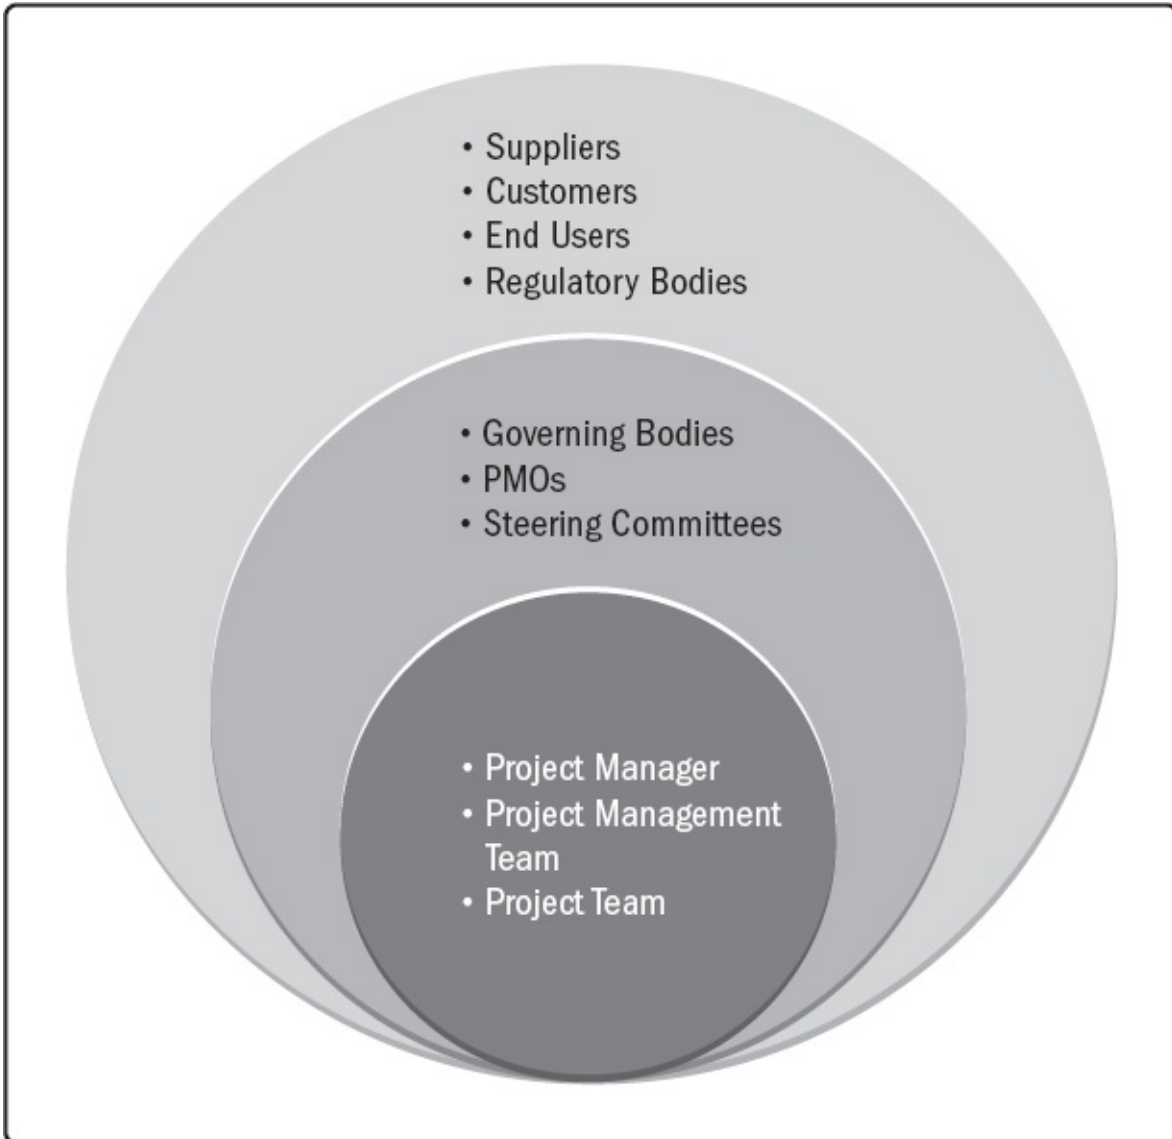 • Suppliers
• Customers
• End Users
• Regulatory Bodies
• Governing Bodies
• PMOs
• Steering Committees
• Project Manager
• Project Management
Team
• Project Team